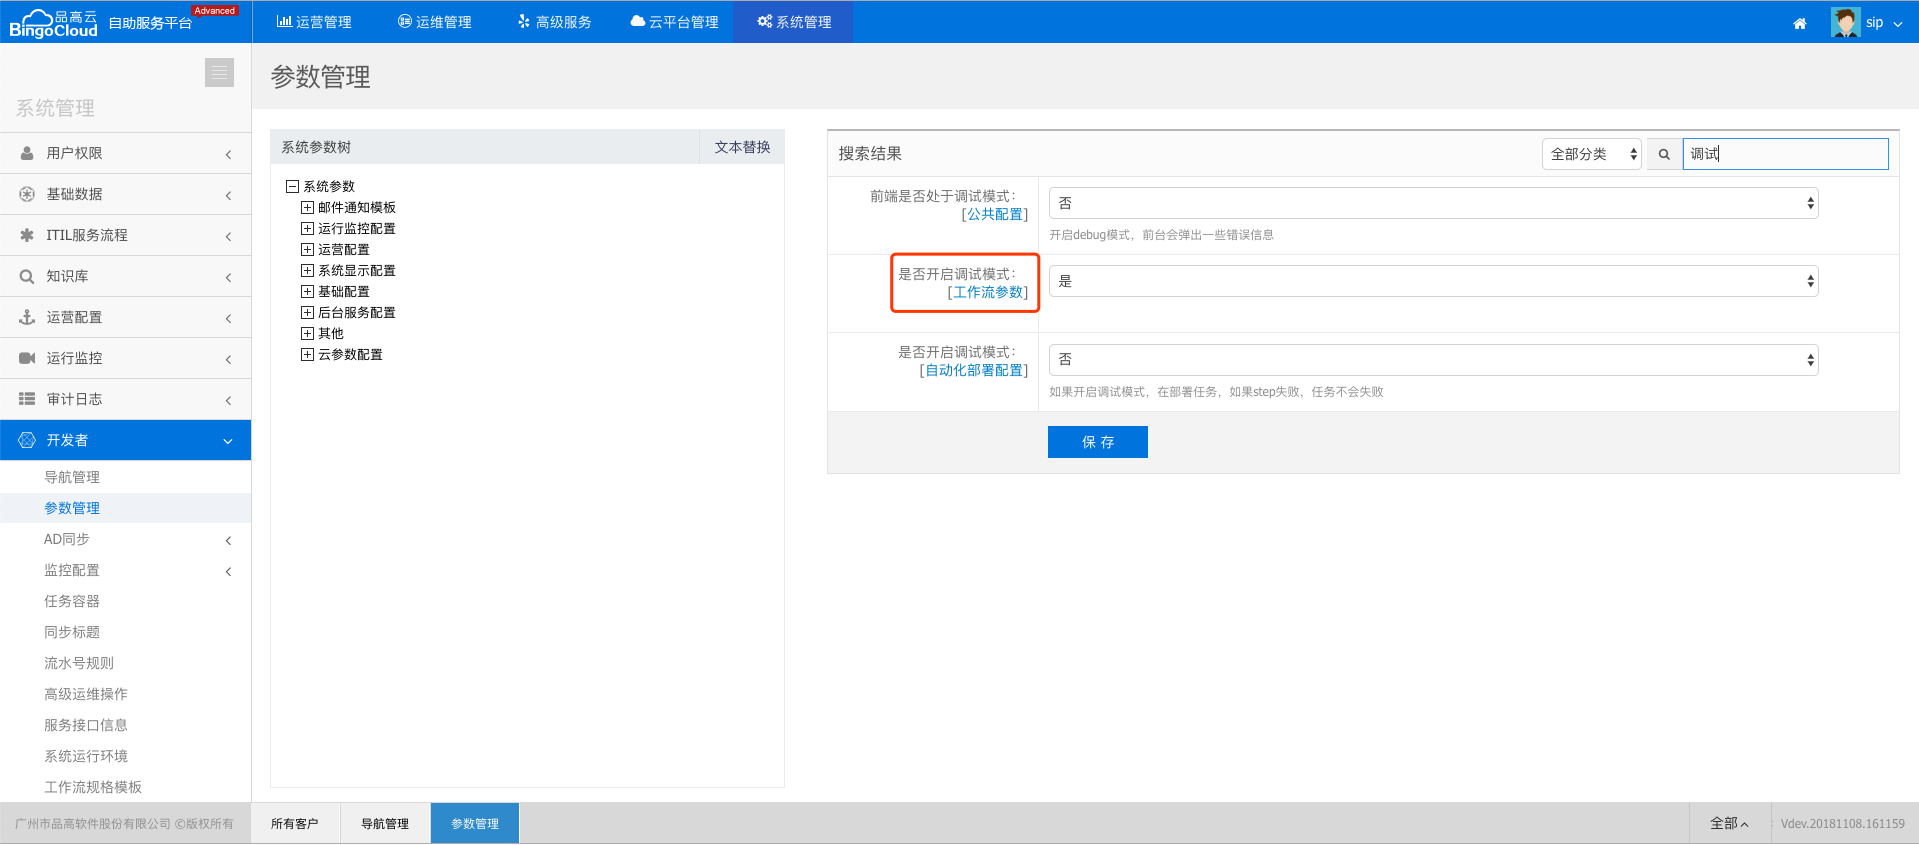 品高云
BingoCloud
自助服务平台
Advanced
运营管理
运维管理
高级服务
云平台管理
系统管理
sip
系统管理
用户权限
基础数据
ITIL服务流程
知识库
运营配置
运行监控
审计日志
开发者
导航管理
参数管理
AD同步
监控配置
任务容器
同步标题
流水号规则
高级运维操作
服务接口信息
系统运行环境
工作流规格模板
参数管理
系统参数树
文本替换
系统参数
邮件通知模板
运行监控配置
运营配置
系统显示配置
基础配置
后台服务配置
其他
云参数配置
搜索结果
全部分类
调试
前端是否处于调试模式：
[公共配置]
否
开启debug模式，前台会弹出一些错误信息
是否开启调试模式：
[工作流参数]
是
是否开启调试模式：
[自动化部署配置]
否
如果开启调试模式，在部署任务，如果step失败，任务不会失败
保 存
广州市品高软件股份有限公司 ©版权所有
所有客户
导航管理
参数管理
全部
Vdev.20181108.161159